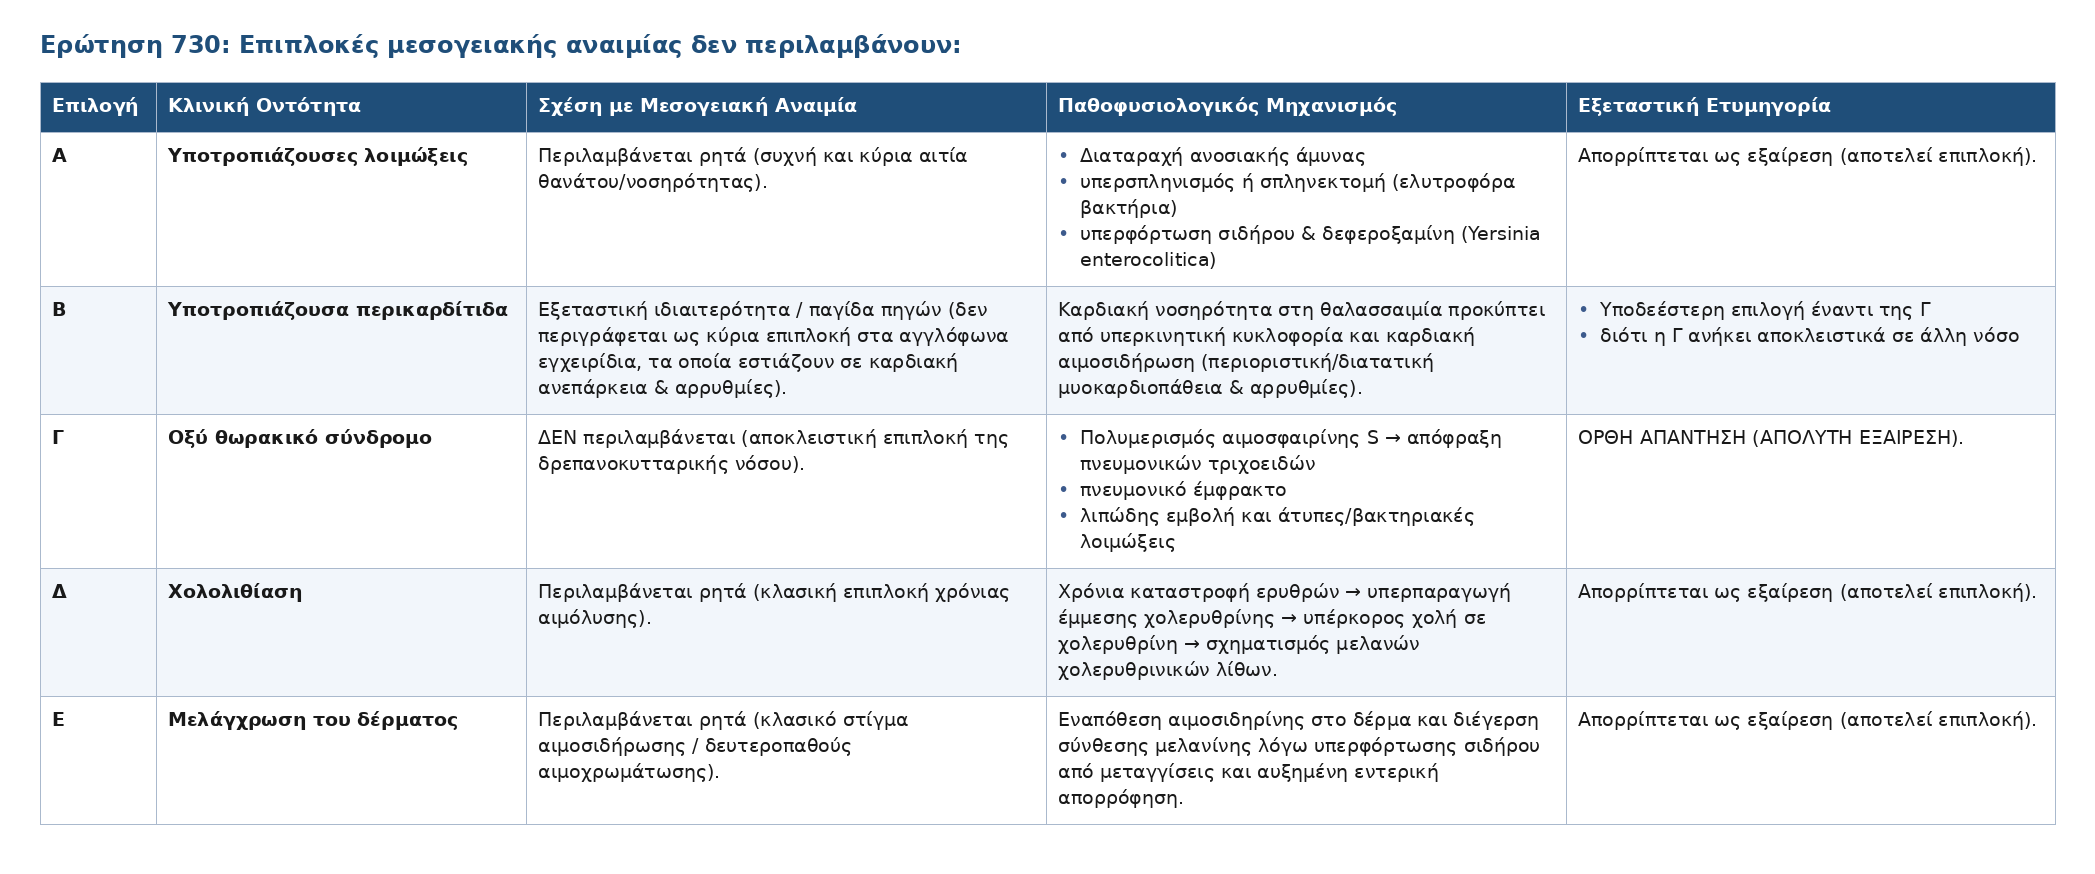 Ερώτηση 730: Επιπλοκές μεσογειακής αναιμίας δεν περιλαμβάνουν:
Επιλογή
Κλινική Οντότητα
Σχέση με Μεσογειακή Αναιμία
Παθοφυσιολογικός Μηχανισμός
Εξεταστική Ετυμηγορία
Α
Υποτροπιάζουσες λοιμώξεις
Περιλαμβάνεται ρητά (συχνή και κύρια αιτία
θανάτου/νοσηρότητας).
• Διαταραχή ανοσιακής άμυνας
• υπερσπληνισμός ή σπληνεκτομή (ελυτροφόρα
βακτήρια)
• υπερφόρτωση σιδήρου & δεφεροξαμίνη (Yersinia
enterocolitica)
Απορρίπτεται ως εξαίρεση (αποτελεί επιπλοκή).
Β
Υποτροπιάζουσα περικαρδίτιδα
Εξεταστική ιδιαιτερότητα / παγίδα πηγών (δεν
περιγράφεται ως κύρια επιπλοκή στα αγγλόφωνα
εγχειρίδια, τα οποία εστιάζουν σε καρδιακή
ανεπάρκεια & αρρυθμίες).
Καρδιακή νοσηρότητα στη θαλασσαιμία προκύπτει
από υπερκινητική κυκλοφορία και καρδιακή
αιμοσιδήρωση (περιοριστική/διατατική
μυοκαρδιοπάθεια & αρρυθμίες).
• Υποδεέστερη επιλογή έναντι της Γ
• διότι η Γ ανήκει αποκλειστικά σε άλλη νόσο
Γ
Οξύ θωρακικό σύνδρομο
ΔΕΝ περιλαμβάνεται (αποκλειστική επιπλοκή της
δρεπανοκυτταρικής νόσου).
• Πολυμερισμός αιμοσφαιρίνης S → απόφραξη
πνευμονικών τριχοειδών
• πνευμονικό έμφρακτο
• λιπώδης εμβολή και άτυπες/βακτηριακές
λοιμώξεις
ΟΡΘΗ ΑΠΑΝΤΗΣΗ (ΑΠΟΛΥΤΗ ΕΞΑΙΡΕΣΗ).
Δ
Χολολιθίαση
Περιλαμβάνεται ρητά (κλασική επιπλοκή χρόνιας
αιμόλυσης).
Χρόνια καταστροφή ερυθρών → υπερπαραγωγή
έμμεσης χολερυθρίνης → υπέρκορος χολή σε
χολερυθρίνη → σχηματισμός μελανών
χολερυθρινικών λίθων.
Απορρίπτεται ως εξαίρεση (αποτελεί επιπλοκή).
Ε
Μελάγχρωση του δέρματος
Περιλαμβάνεται ρητά (κλασικό στίγμα
αιμοσιδήρωσης / δευτεροπαθούς
αιμοχρωμάτωσης).
Εναπόθεση αιμοσιδηρίνης στο δέρμα και διέγερση
σύνθεσης μελανίνης λόγω υπερφόρτωσης σιδήρου
από μεταγγίσεις και αυξημένη εντερική
απορρόφηση.
Απορρίπτεται ως εξαίρεση (αποτελεί επιπλοκή).